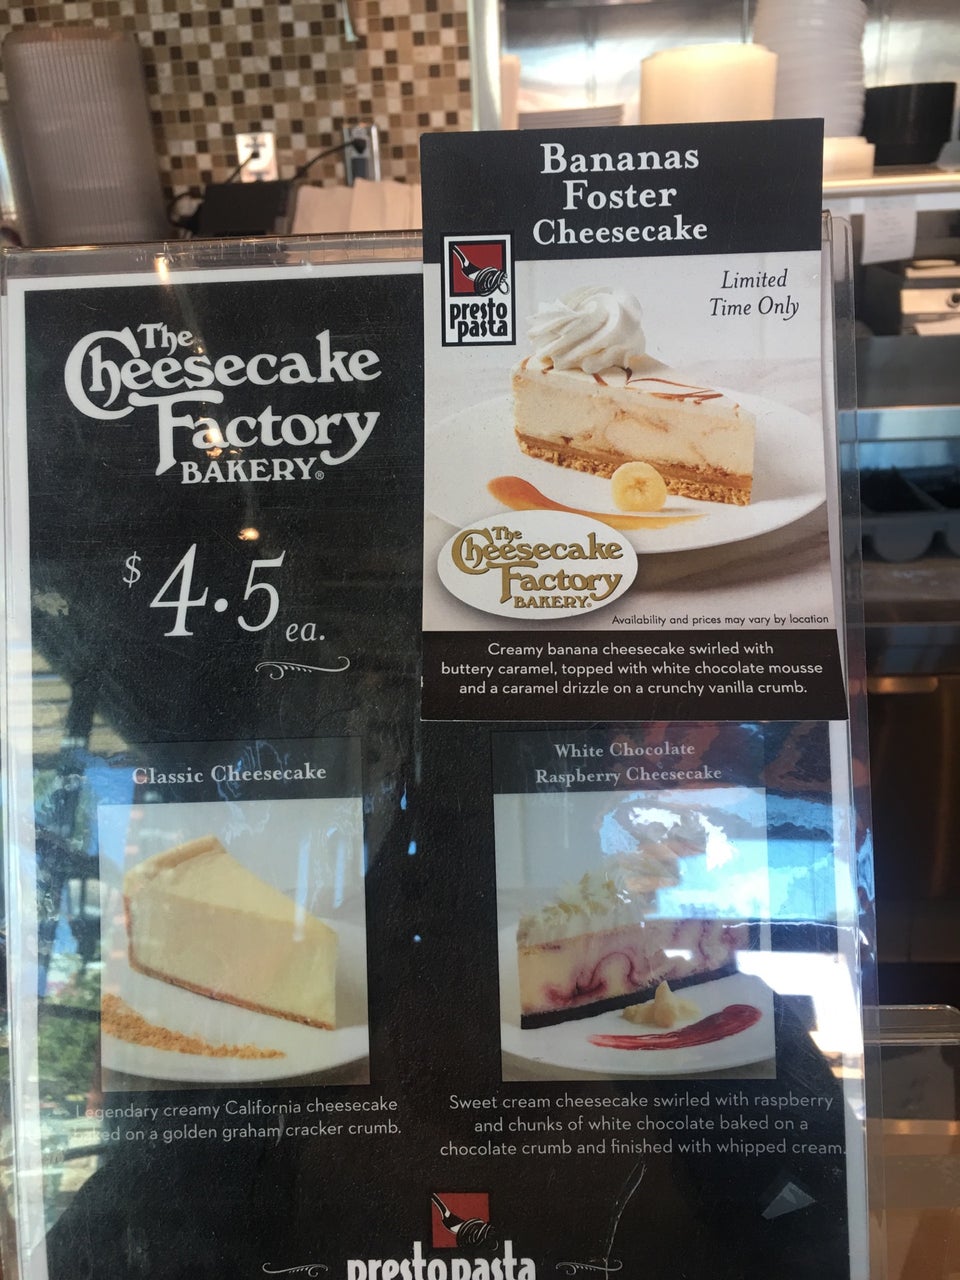 The
Cheesecake
Factory
BAKERY®
$4.5 ea.
Bananas
Foster
Cheesecake
presto
pasta
Limited
Time Only
The
Cheesecake
Factory
BAKERY®
Availability and prices may vary by location
Creamy banana cheesecake swirled with
buttery caramel, topped with white chocolate mousse
and a caramel drizzle on a crunchy vanilla crumb.
Classic Cheesecake
Legendary creamy California cheesecake
baked on a golden graham cracker crumb.
White Chocolate
Raspberry Cheesecake
Sweet cream cheesecake swirled with raspberry
and chunks of white chocolate baked on a
chocolate crumb and finished with whipped cream.
presto pasta